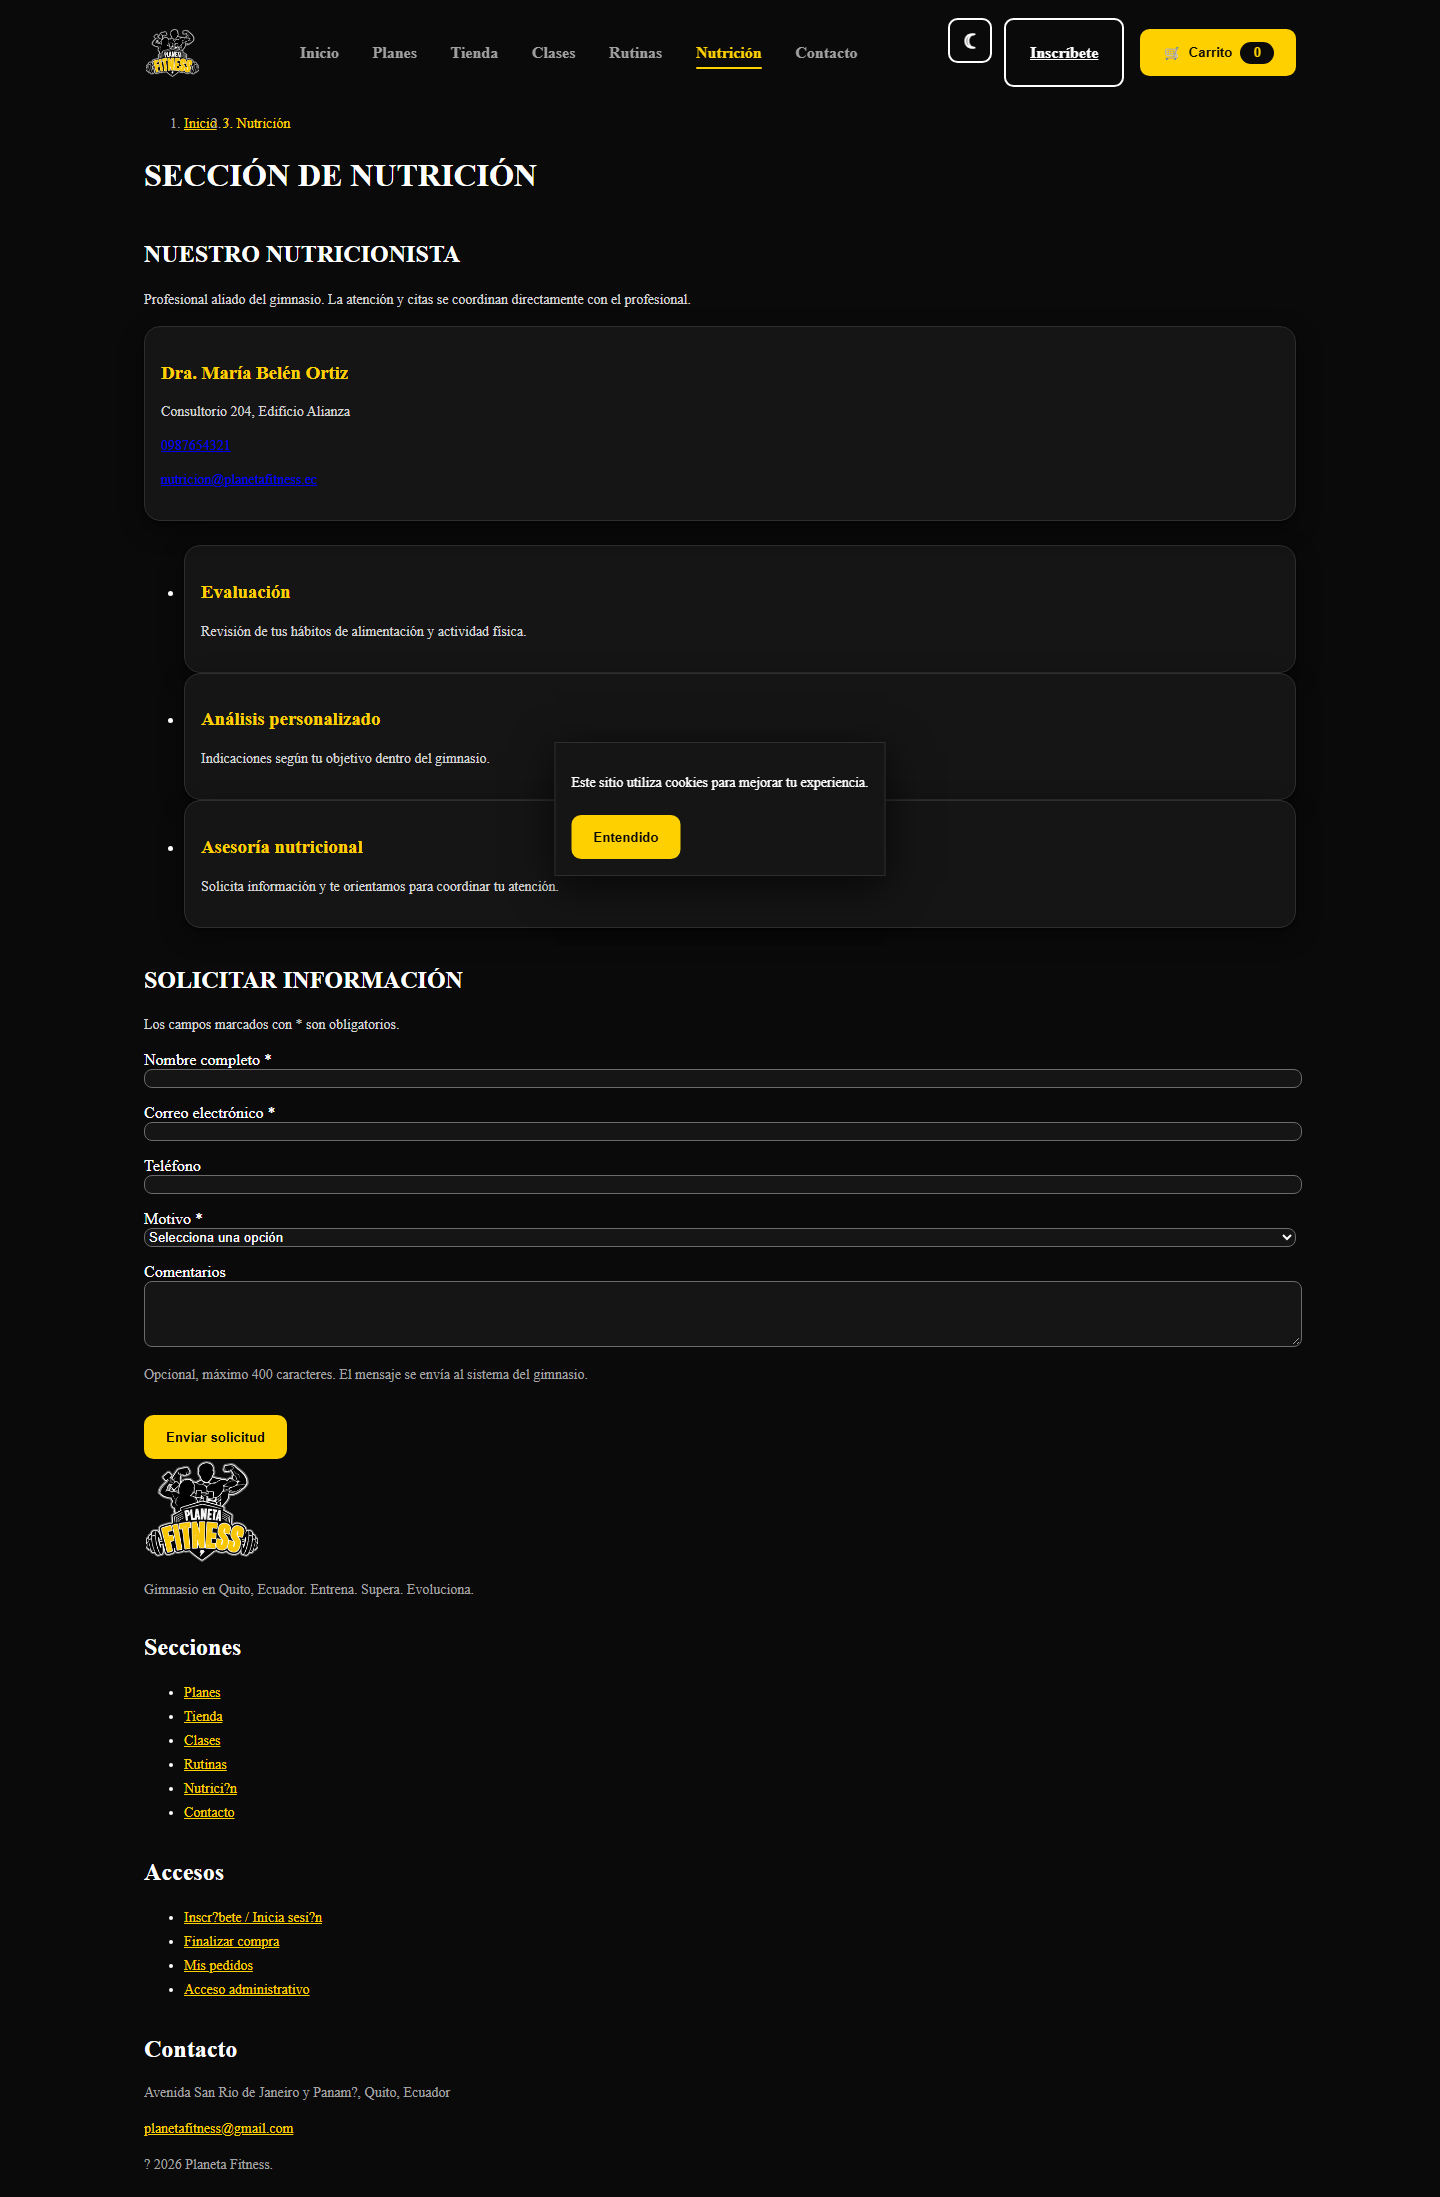 PLANETA
FITNESS
Inicio
Planes
Tienda
Clases
Rutinas
Nutrición
Contacto
Inscríbete
🛒 Carrito 0
1. Inicio 3. Nutrición
SECCIÓN DE NUTRICIÓN
NUESTRO NUTRICIONISTA
Profesional aliado del gimnasio. La atención y citas se coordinan directamente con el profesional.
Dra. María Belén Ortiz
Consultorio 204, Edificio Alianza
0987654321
nutricion@planetafitness.ec
Evaluación
Revisión de tus hábitos de alimentación y actividad física.
Análisis personalizado
Indicaciones según tu objetivo dentro del gimnasio.
Este sitio utiliza cookies para mejorar tu experiencia.
Entendido
Asesoría nutricional
Solicita información y te orientamos para coordinar tu atención.
SOLICITAR INFORMACIÓN
Los campos marcados con * son obligatorios.
Nombre completo *
Correo electrónico *
Teléfono
Motivo *
Selecciona una opción
Comentarios
Opcional, máximo 400 caracteres. El mensaje se envía al sistema del gimnasio.
Enviar solicitud
PLANETA
FITNESS
Gimnasio en Quito, Ecuador. Entrena. Supera. Evoluciona.
Secciones
Planes
Tienda
Clases
Rutinas
Nutrici?n
Contacto
Accesos
Inscr?bete / Inicia sesi?n
Finalizar compra
Mis pedidos
Acceso administrativo
Contacto
Avenida San Rio de Janeiro y Panam?, Quito, Ecuador
planetafitness@gmail.com
? 2026 Planeta Fitness.